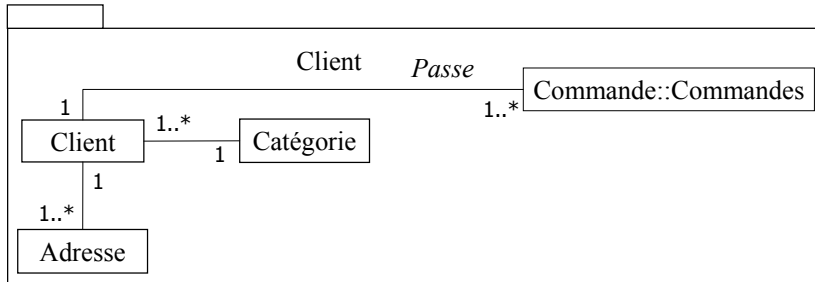 Client
Passe
Commande::Commandes
1
1..*
Client
1..*
1
Catégorie
1
1..*
Adresse